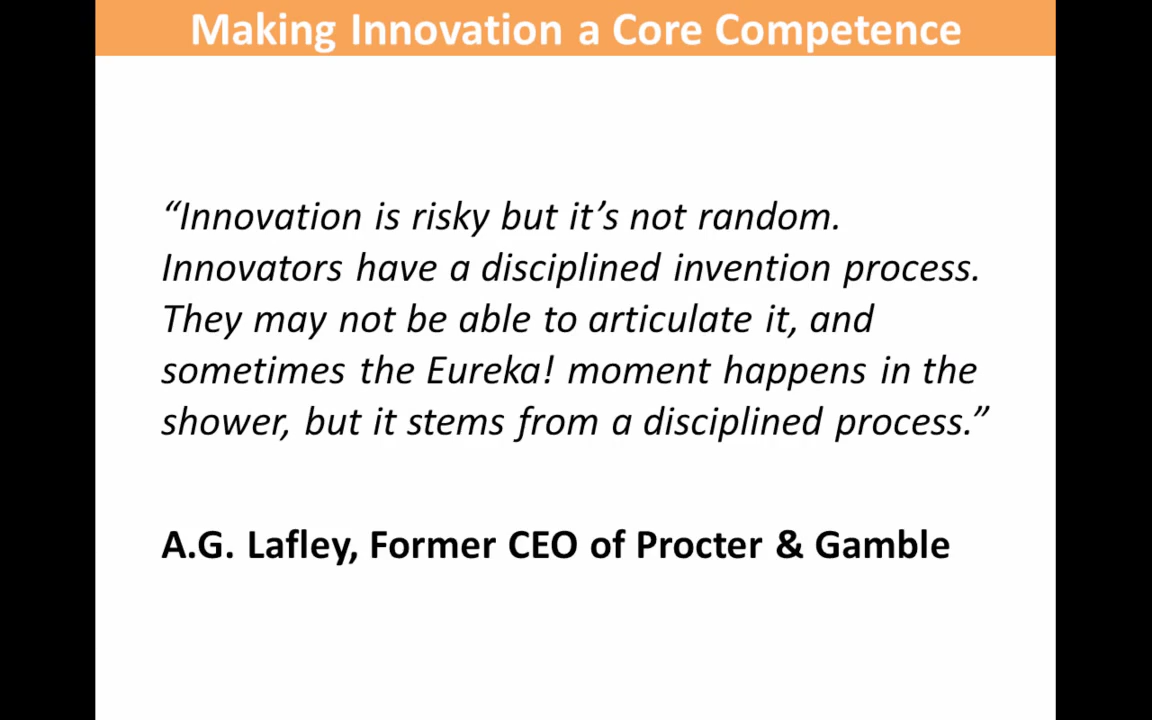 Making Innovation a Core Competence
“Innovation is risky but it’s not random.
Innovators have a disciplined invention process.
They may not be able to articulate it, and
sometimes the Eureka! moment happens in the
shower, but it stems from a disciplined process.”
A.G. Lafley, Former CEO of Procter & Gamble